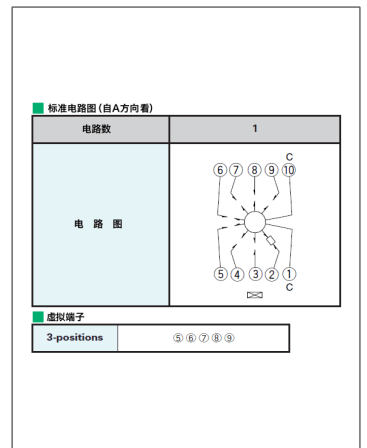 标准电路图(自A方向看)
电路数 1
电 路 图
C
⑥ ⑦ ⑧ ⑨ ⑩
⑤ ④ ③ ② ①
C
虚拟端子
3-positions ⑤⑥⑦⑧⑨